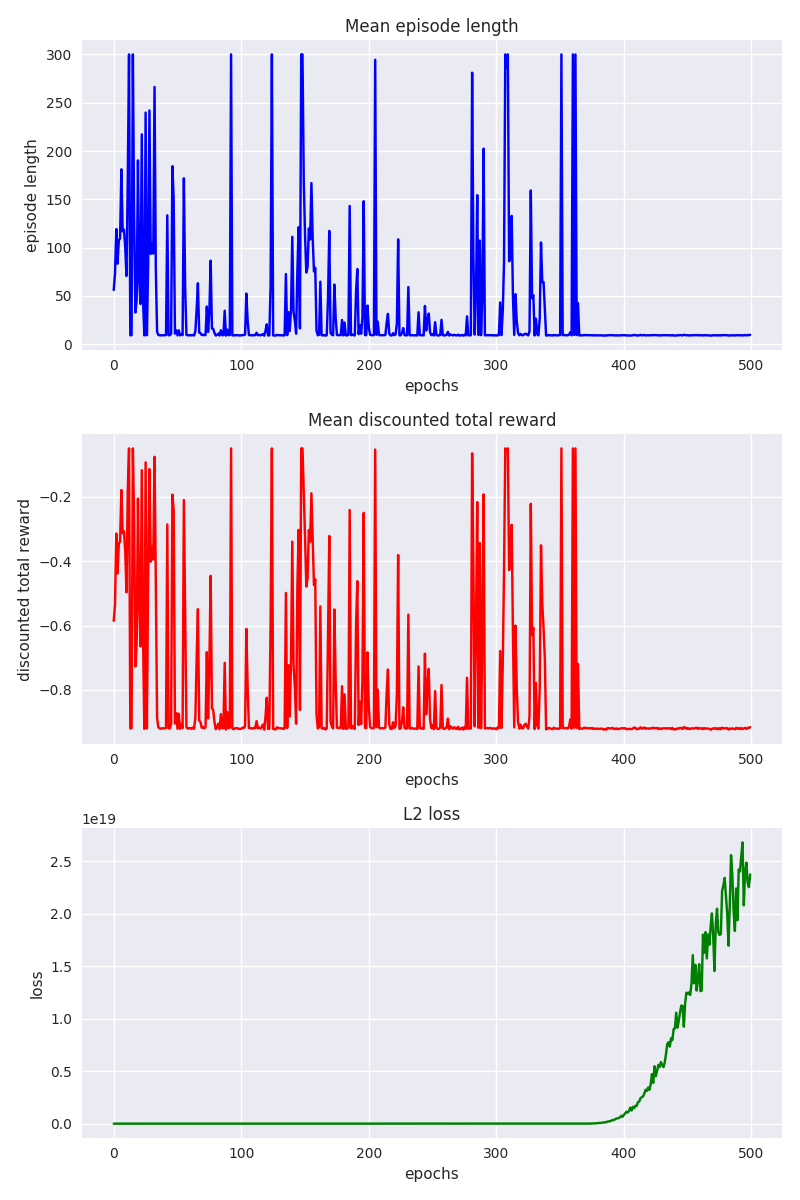 Mean episode length
300
250
200
150
100
50
0
episode length
0 100 200 300 400 500
epochs
Mean discounted total reward
−0.2
−0.4
−0.6
−0.8
discounted total reward
0 100 200 300 400 500
epochs
L2 loss
1e19
2.5
2.0
1.5
1.0
0.5
0.0
loss
0 100 200 300 400 500
epochs